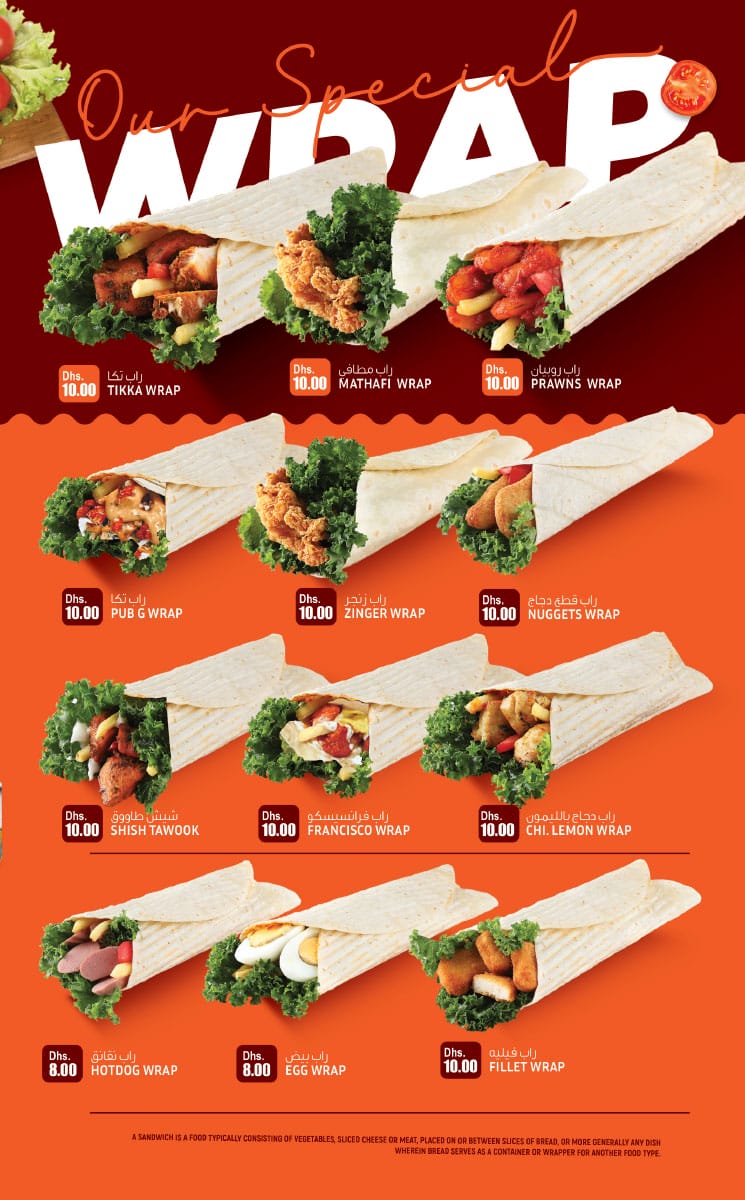 Our Special
WRAP
Dhs.
10.00
راب تكا
TIKKA WRAP
Dhs.
10.00
راب مطافي
MATHAFI WRAP
Dhs.
10.00
راب روبيان
PRAWNS WRAP
Dhs.
10.00
راب تكا
PUB G WRAP
Dhs.
10.00
راب زنجر
ZINGER WRAP
Dhs.
10.00
راب قطع دجاج
NUGGETS WRAP
Dhs.
10.00
شيش طاووق
SHISH TAWOOK
Dhs.
10.00
راب فرانسيسكو
FRANCISCO WRAP
Dhs.
10.00
راب دجاج بالليمون
CHI. LEMON WRAP
Dhs.
8.00
راب نقانق
HOTDOG WRAP
Dhs.
8.00
راب بيض
EGG WRAP
Dhs.
10.00
راب فيليه
FILLET WRAP
A SANDWICH IS A FOOD TYPICALLY CONSISTING OF VEGETABLES, SLICED CHEESE OR MEAT, PLACED ON OR BETWEEN SLICES OF BREAD, OR MORE GENERALLY ANY DISH
WHEREIN BREAD SERVES AS A CONTAINER OR WRAPPER FOR ANOTHER FOOD TYPE.